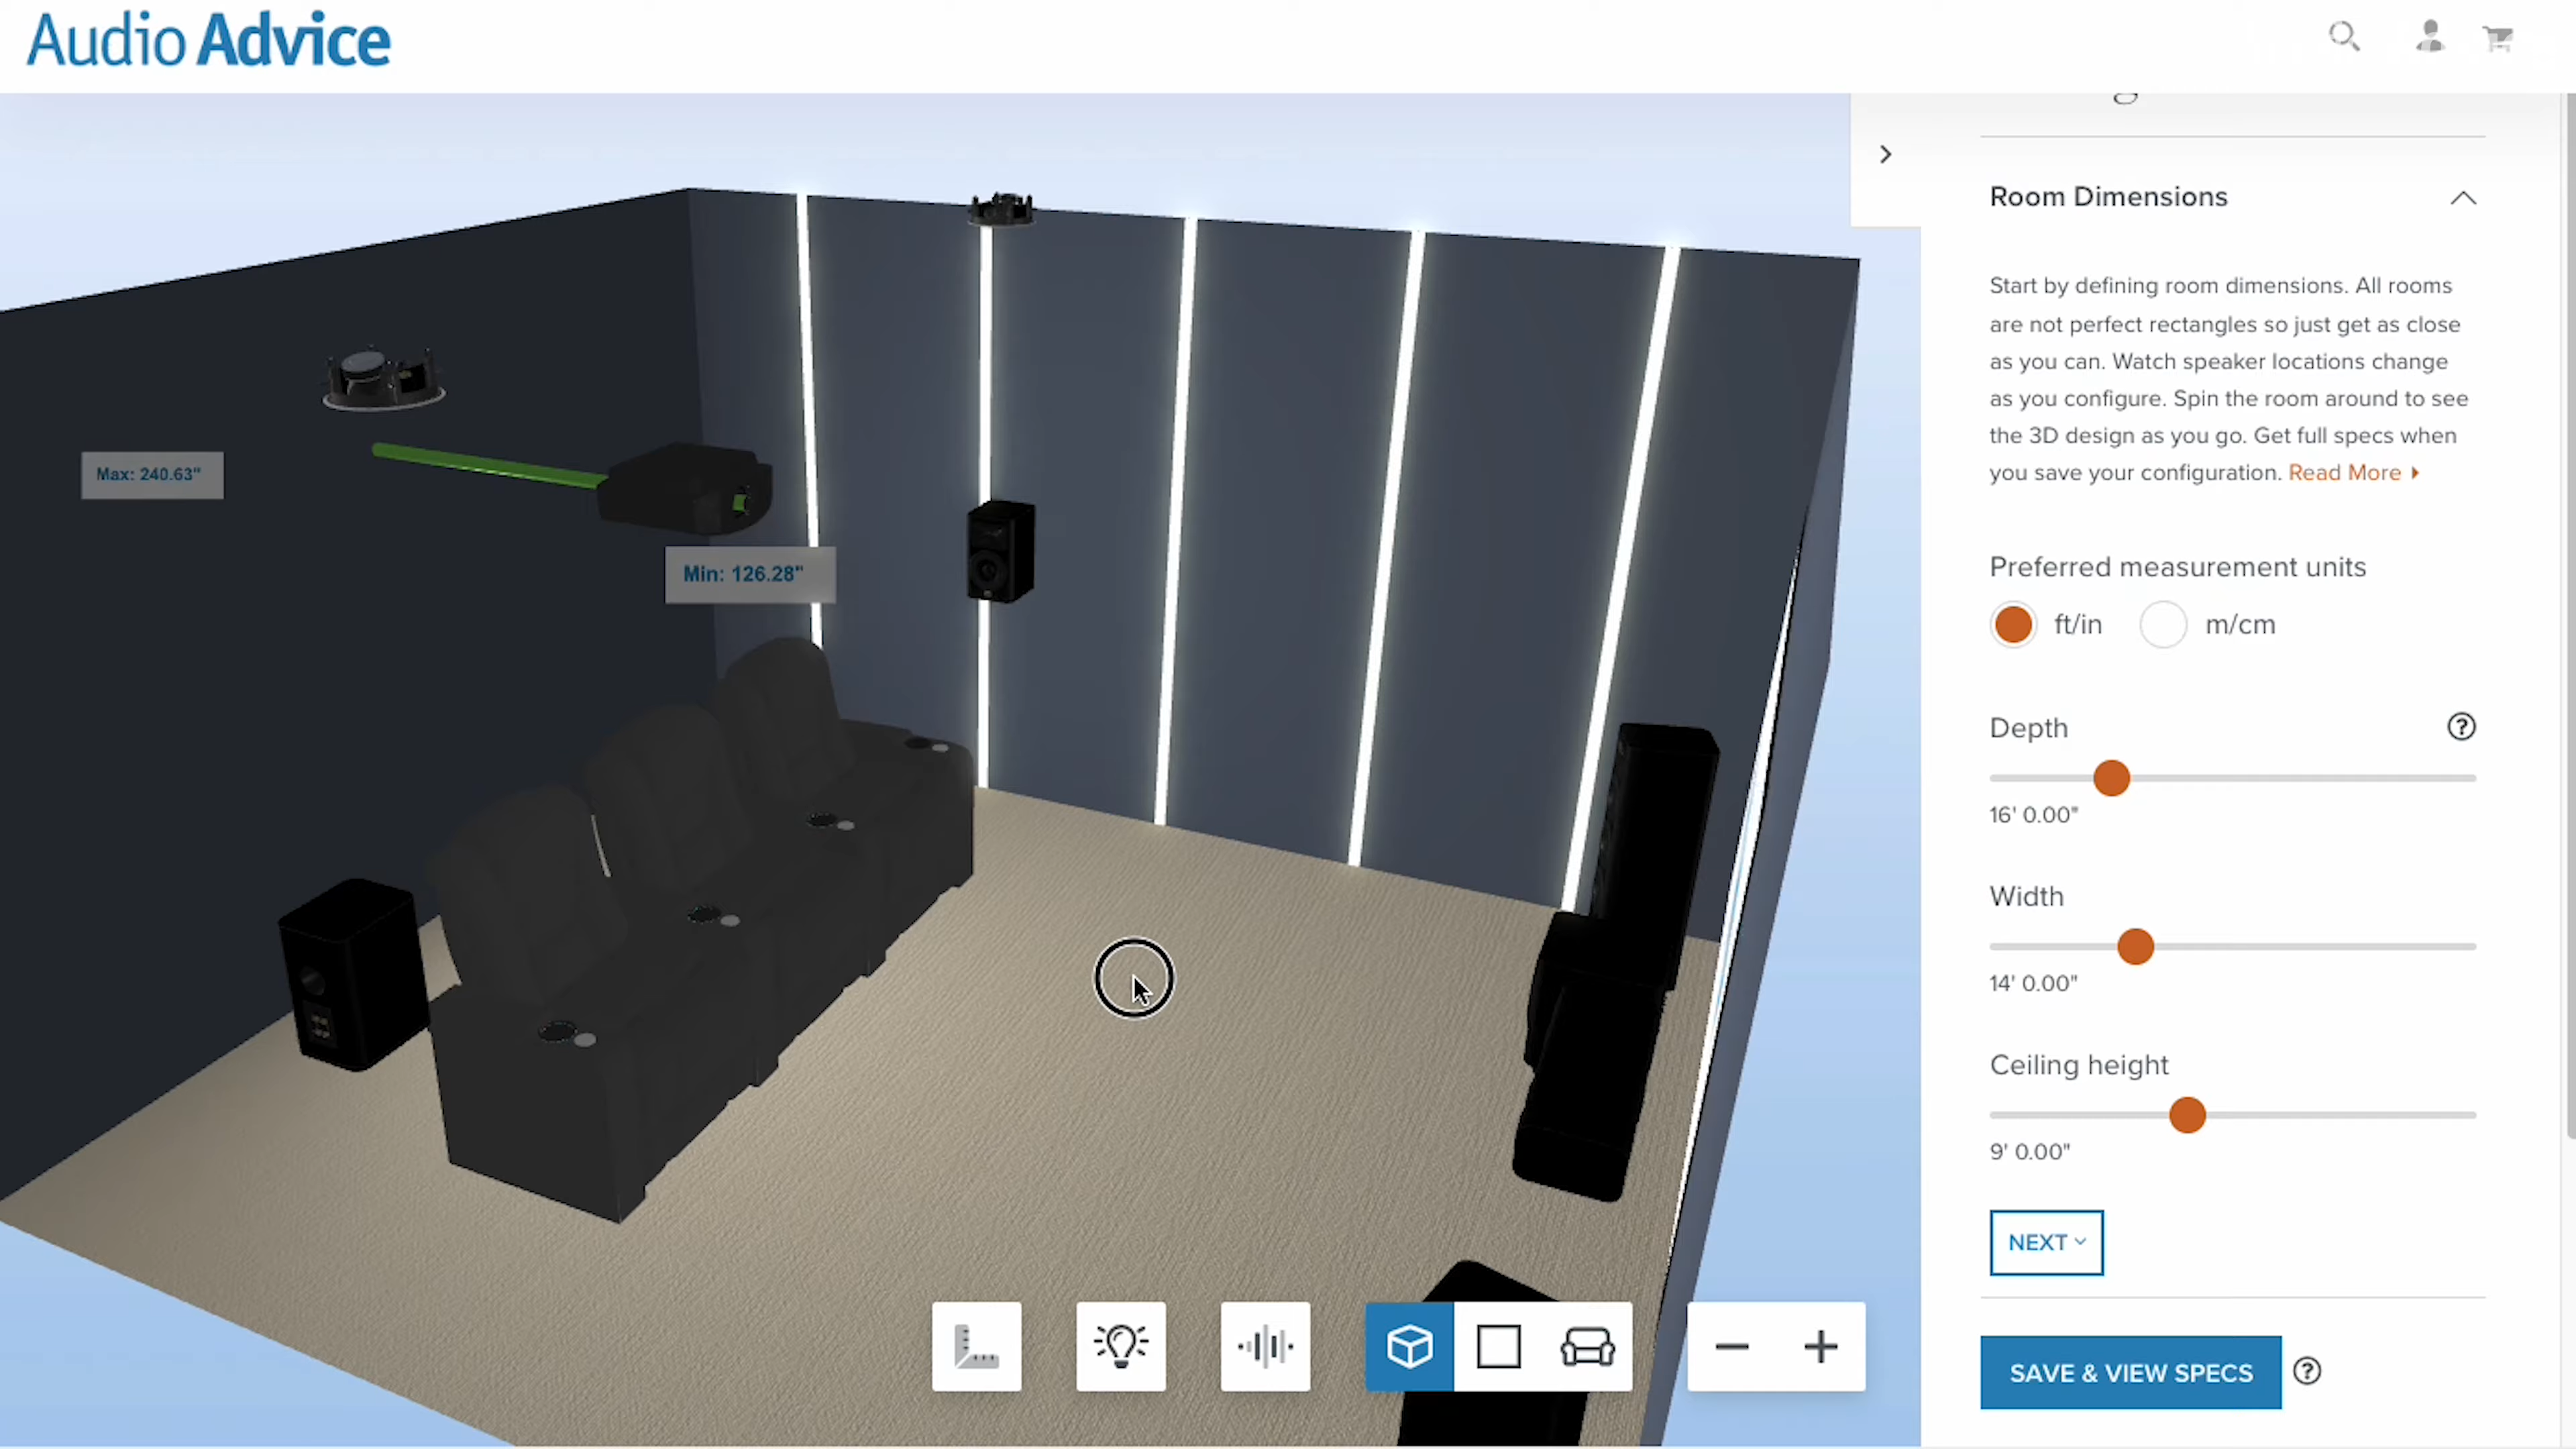 Audio Advice
Room Dimensions
Start by defining room dimensions. All rooms
are not perfect rectangles so just get as close
as you can. Watch speaker locations change
as you configure. Spin the room around to see
the 3D design as you go. Get full specs when
you save your configuration. Read More
Max: 240.63"
Min: 126.28"
Preferred measurement units
ft/in m/cm
Depth
16' 0.00"
Width
14' 0.00"
Ceiling height
9' 0.00"
NEXT
SAVE & VIEW SPECS